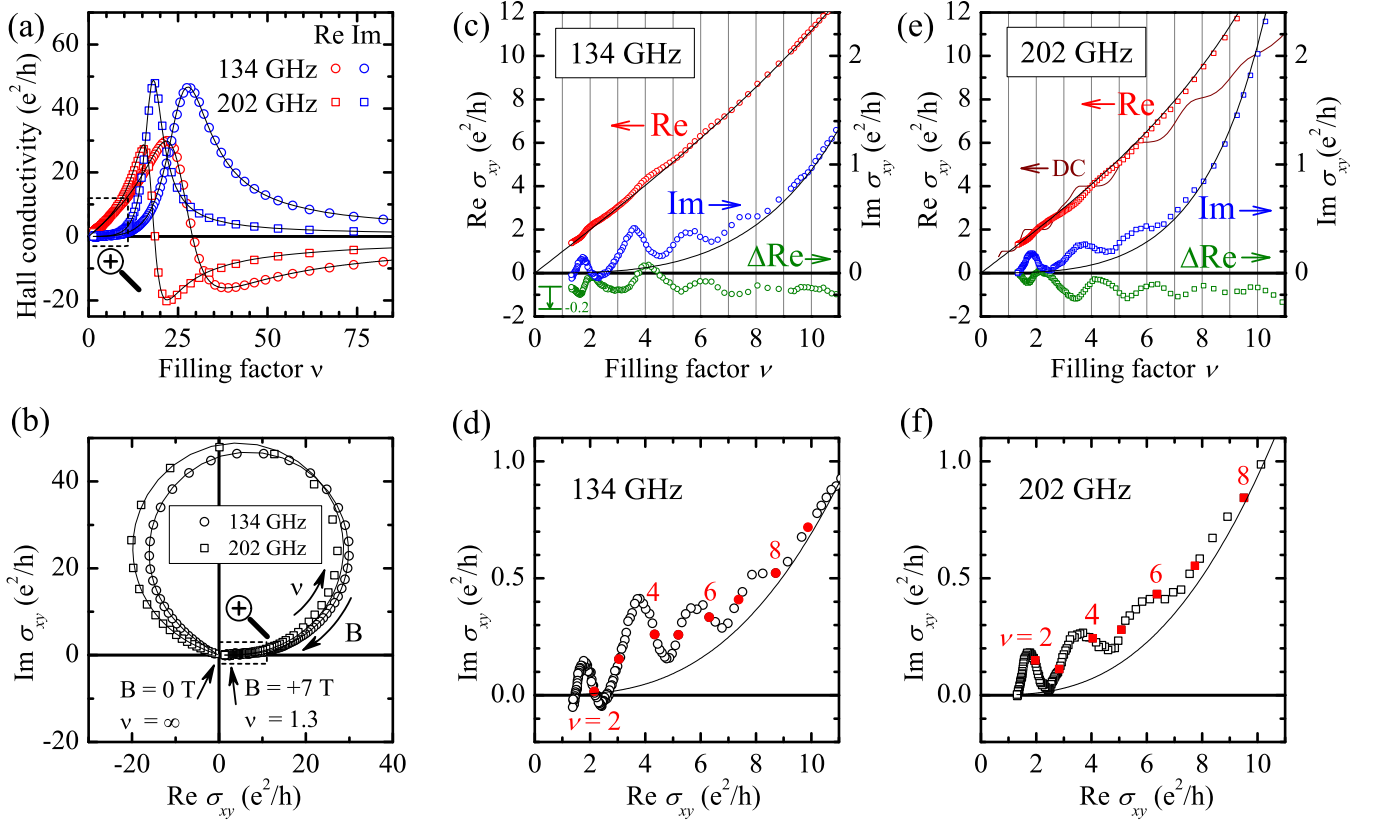 (a)
Hall conductivity (e²/h)
60
40
20
0
-20
Re Im
134 GHz
202 GHz
0 25 50 75
Filling factor ν
(c)
Re σxy (e²/h)
12
10
8
6
4
2
0
-2
134 GHz
Re
Im
ΔRe
-0.2
2 4 6 8 10
Filling factor ν
2
1
0
Im σxy (e²/h)
(e)
Re σxy (e²/h)
12
10
8
6
4
2
0
-2
202 GHz
Re
DC
Im
ΔRe
2 4 6 8 10
Filling factor ν
2
1
0
Im σxy (e²/h)
(b)
Im σxy (e²/h)
40
20
0
-20
134 GHz
202 GHz
ν
B
B = 0 T
ν = ∞
B = +7 T
ν = 1.3
-20 0 20 40
Re σxy (e²/h)
(d)
Im σxy (e²/h)
1.0
0.5
0.0
134 GHz
ν = 2
4
6
8
0 2 4 6 8 10
Re σxy (e²/h)
(f)
Im σxy (e²/h)
1.0
0.5
0.0
202 GHz
ν = 2
4
6
8
0 2 4 6 8 10
Re σxy (e²/h)